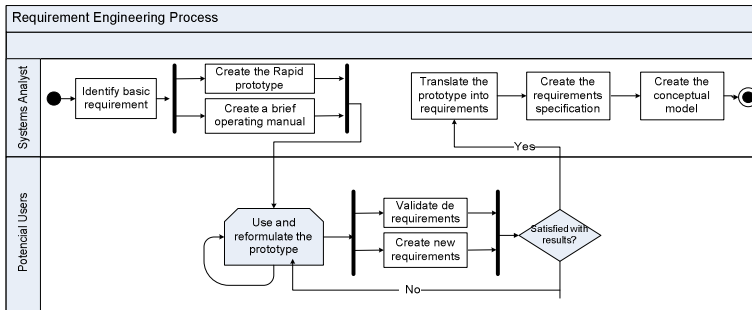 Requirement Engineering Process
Systems Analyst
Identify basic
requirement
Create the Rapid
prototype
Create a brief
operating manual
Translate the
prototype into
requirements
Create the
requirements
specification
Create the
conceptual
model
Yes
Potencial Users
Use and
reformulate the
prototype
Validate de
requirements
Create new
requirements
Satisfied with
results?
No